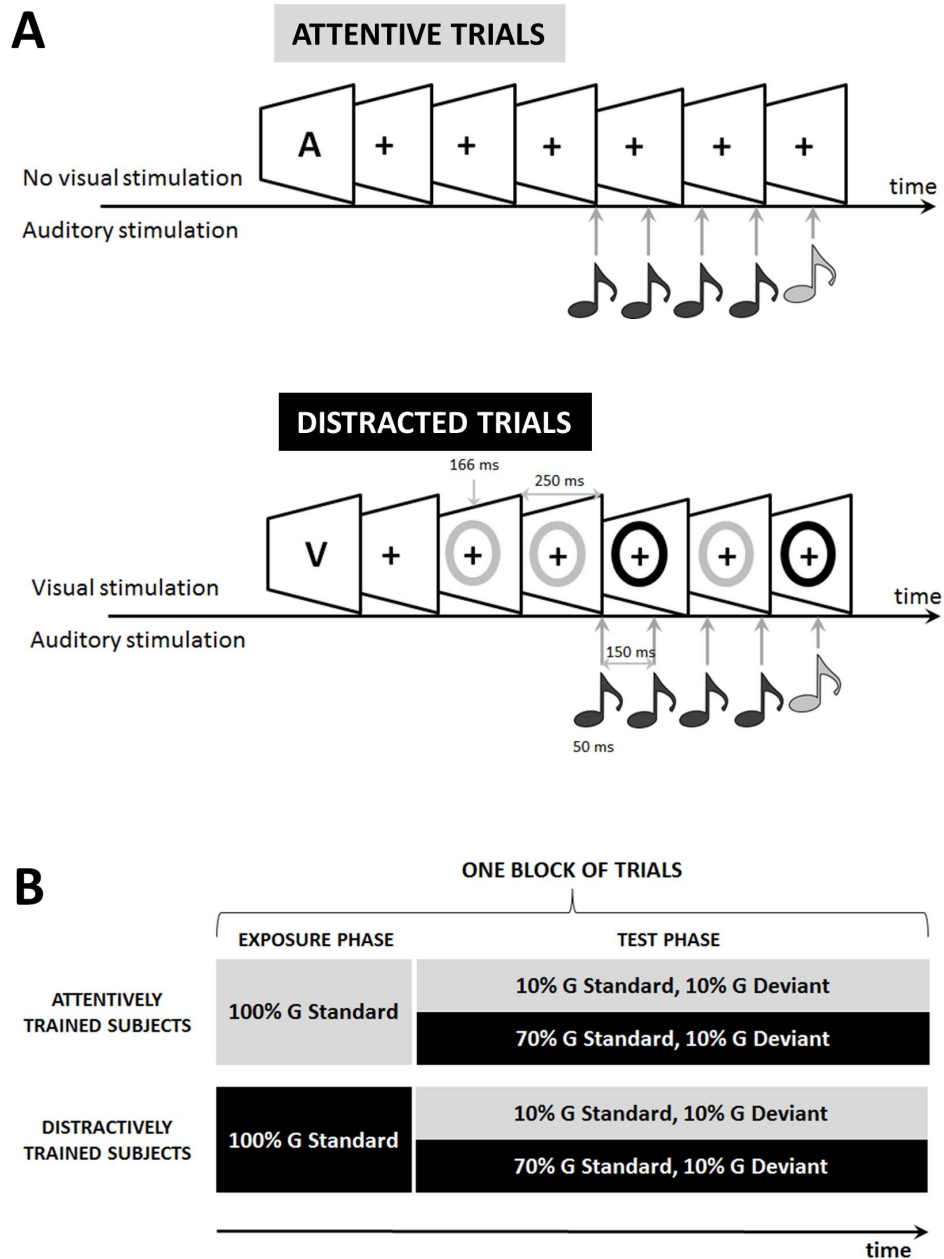 A
ATTENTIVE TRIALS
A + + + + + +
No visual stimulation
time
Auditory stimulation
DISTRACTED TRIALS
166 ms
250 ms
V + + + + + +
Visual stimulation
time
Auditory stimulation
150 ms
50 ms
B
ONE BLOCK OF TRIALS
EXPOSURE PHASE
TEST PHASE
ATTENTIVELY
TRAINED SUBJECTS
100% G Standard
10% G Standard, 10% G Deviant
70% G Standard, 10% G Deviant
DISTRACTIVELY
TRAINED SUBJECTS
100% G Standard
10% G Standard, 10% G Deviant
70% G Standard, 10% G Deviant
time